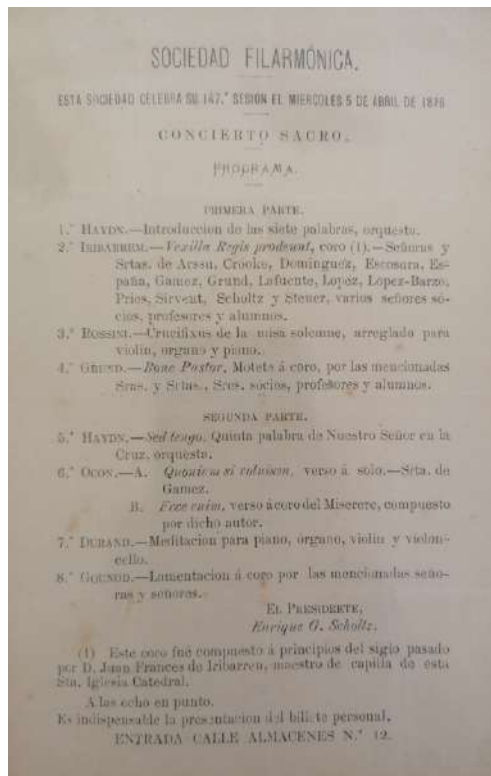 SOCIEDAD FILARMÓNICA.
ESTA SOCIEDAD CELEBRA SU 147.ª SESION EL MIERCOLES 5 DE ABRIL DE 1876
CONCIERTO SACRO.
PROGRAMA.
PRIMERA PARTE.
1.º HAYDN.—Introduccion de las siete palabras, orquesta.
2.º IRIBARREM.—Vexilla Regis prodeunt, coro (1).—Señoras y
Srtas. de Arssu, Crooke, Dominguez, Escosura, Es-
paña, Gamez, Grund, Lafuente, Lopez, Lopez-Barzo,
Pries, Sirvent, Scholtz y Steuer, varios señores só-
cios, profesores y alumnos.
3.º ROSSINI.—Crucifixus de la misa solemne, arreglado para
violin, organo y piano.
4.º GRUND.—Bone Pastor, Motete á coro, por las mencionadas
Sras. y Srtas., Sres. socios, profesores y alumnos.
SEGUNDA PARTE.
5.º HAYDN.—Sed tengo, Quinta palabra de Nuestro Señor en la
Cruz, orquesta.
6.º OCON.—A. Quoniam si voluisen, verso á solo.—Srta. de
Gamez.
B. Ecce enim, verso á coro del Miserere, compuesto
por dicho autor.
7.º DURAND.—Meditacion para piano, órgano, violin y violon-
cello.
8.º GOUNOD.—Lamentacion á coro por las mencionadas seño-
ras y señores.
EL PRESIDEETE,
Enrique G. Scholtz.
(1) Este coro fué compuesto á principios del siglo pasado
por D. Juan Frances de Iribarren, maestro de capilla de esta
Sta. Iglesia Catedral.
A las ocho en punto.
Es indispensable la presentacion del billete personal.
ENTRADA CALLE ALMACENES N.º 12.